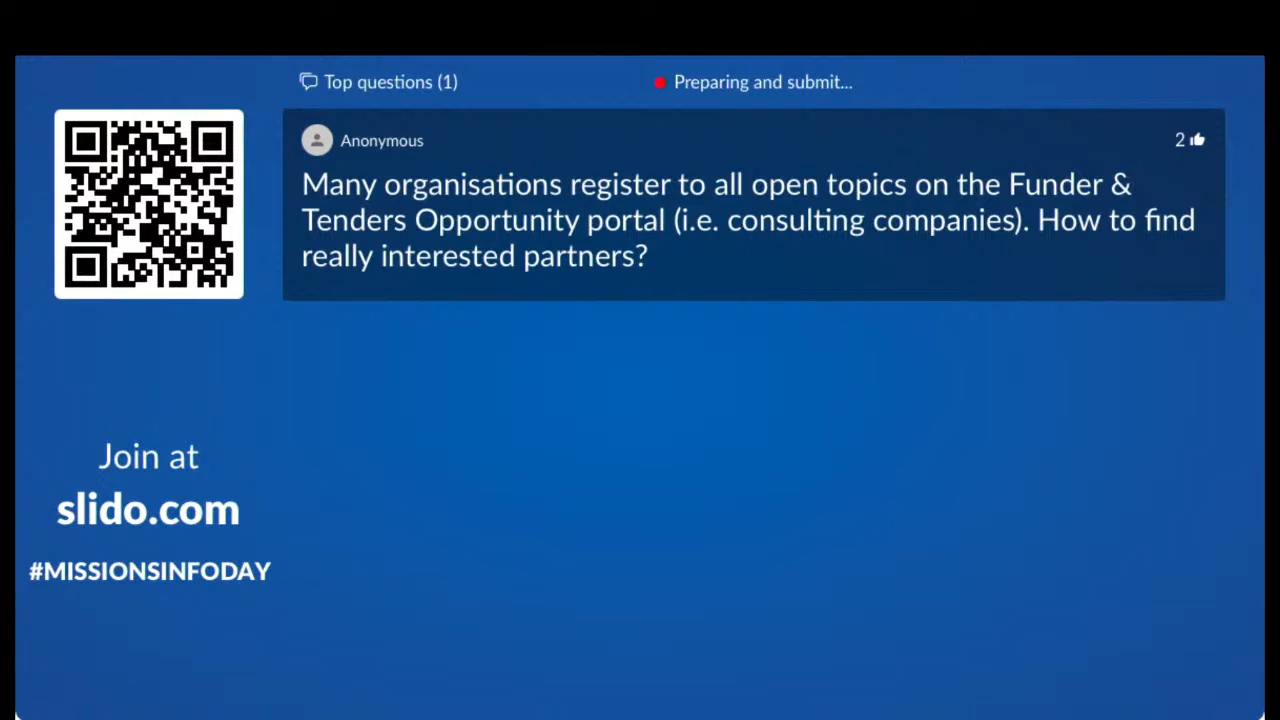 Top questions (1)
Preparing and submit...
Anonymous
2
Many organisations register to all open topics on the Funder &
Tenders Opportunity portal (i.e. consulting companies). How to find
really interested partners?
Join at
slido.com
#MISSIONSINFODAY